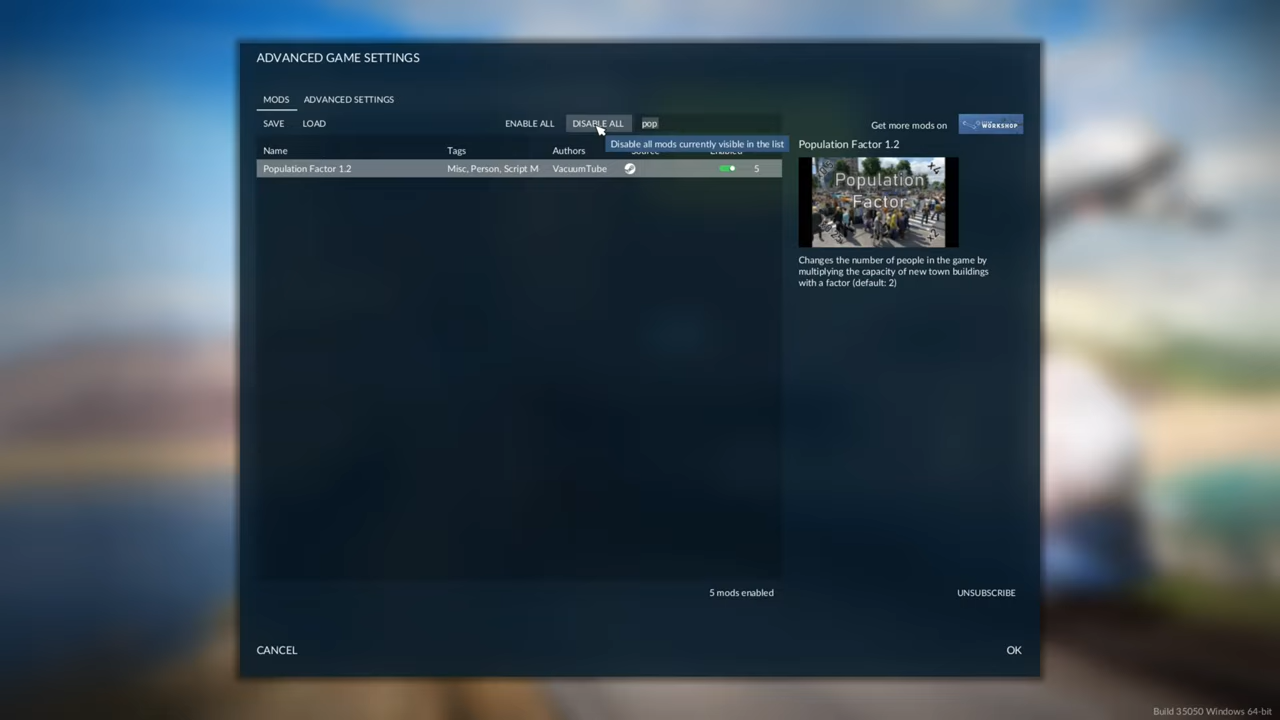 ADVANCED GAME SETTINGS
MODS ADVANCED SETTINGS
SAVE LOAD ENABLE ALL DISABLE ALL pop Get more mods on WORKSHOP
Disable all mods currently visible in the list
Name Tags Authors
Population Factor 1.2 Misc, Person, Script M VacuumTube 5
Population Factor 1.2
Population
Factor
Changes the number of people in the game by
multiplying the capacity of new town buildings
with a factor (default: 2)
5 mods enabled UNSUBSCRIBE
CANCEL OK
Build 35050 Windows 64-bit